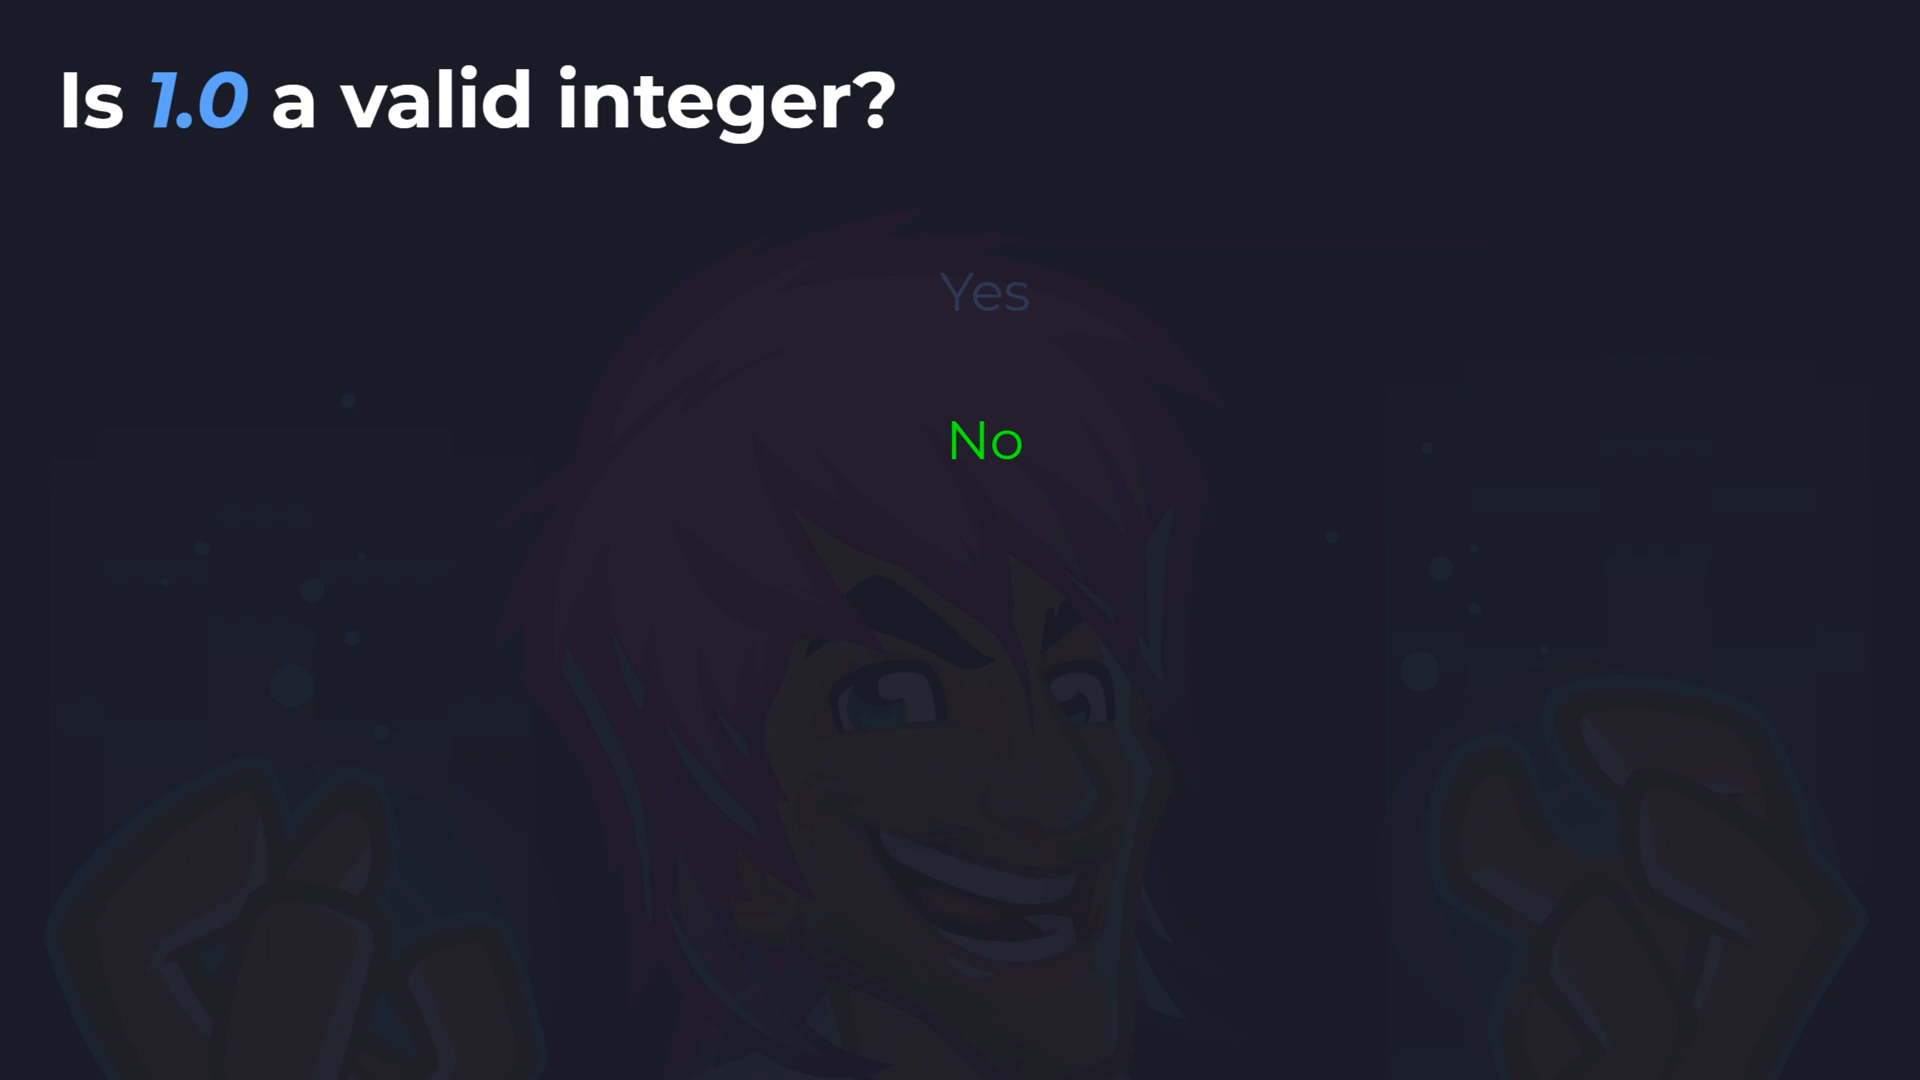 Is 1.0 a valid integer?
Yes
No